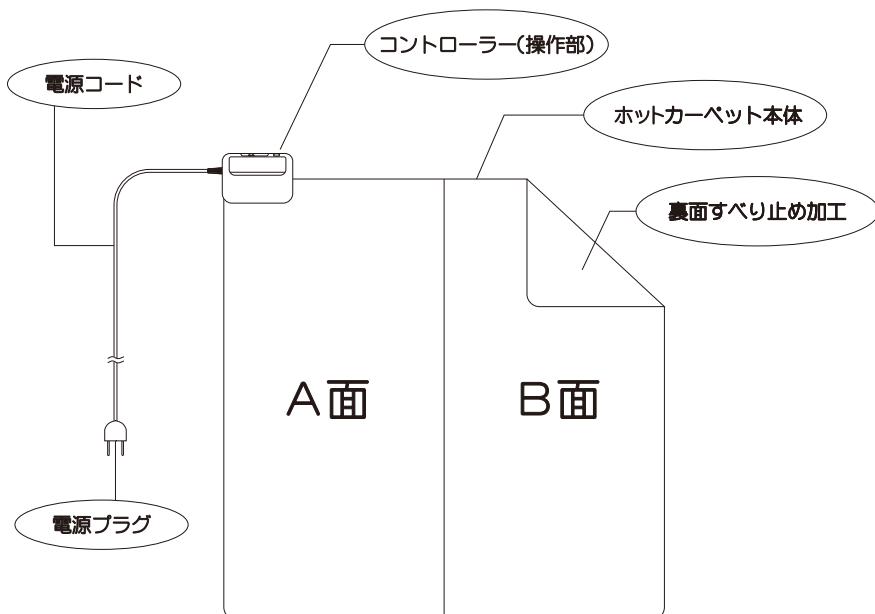 コントローラー(操作部)
電源コード
ホットカーペット本体
裏面すべり止め加工
A面
B面
電源プラグ